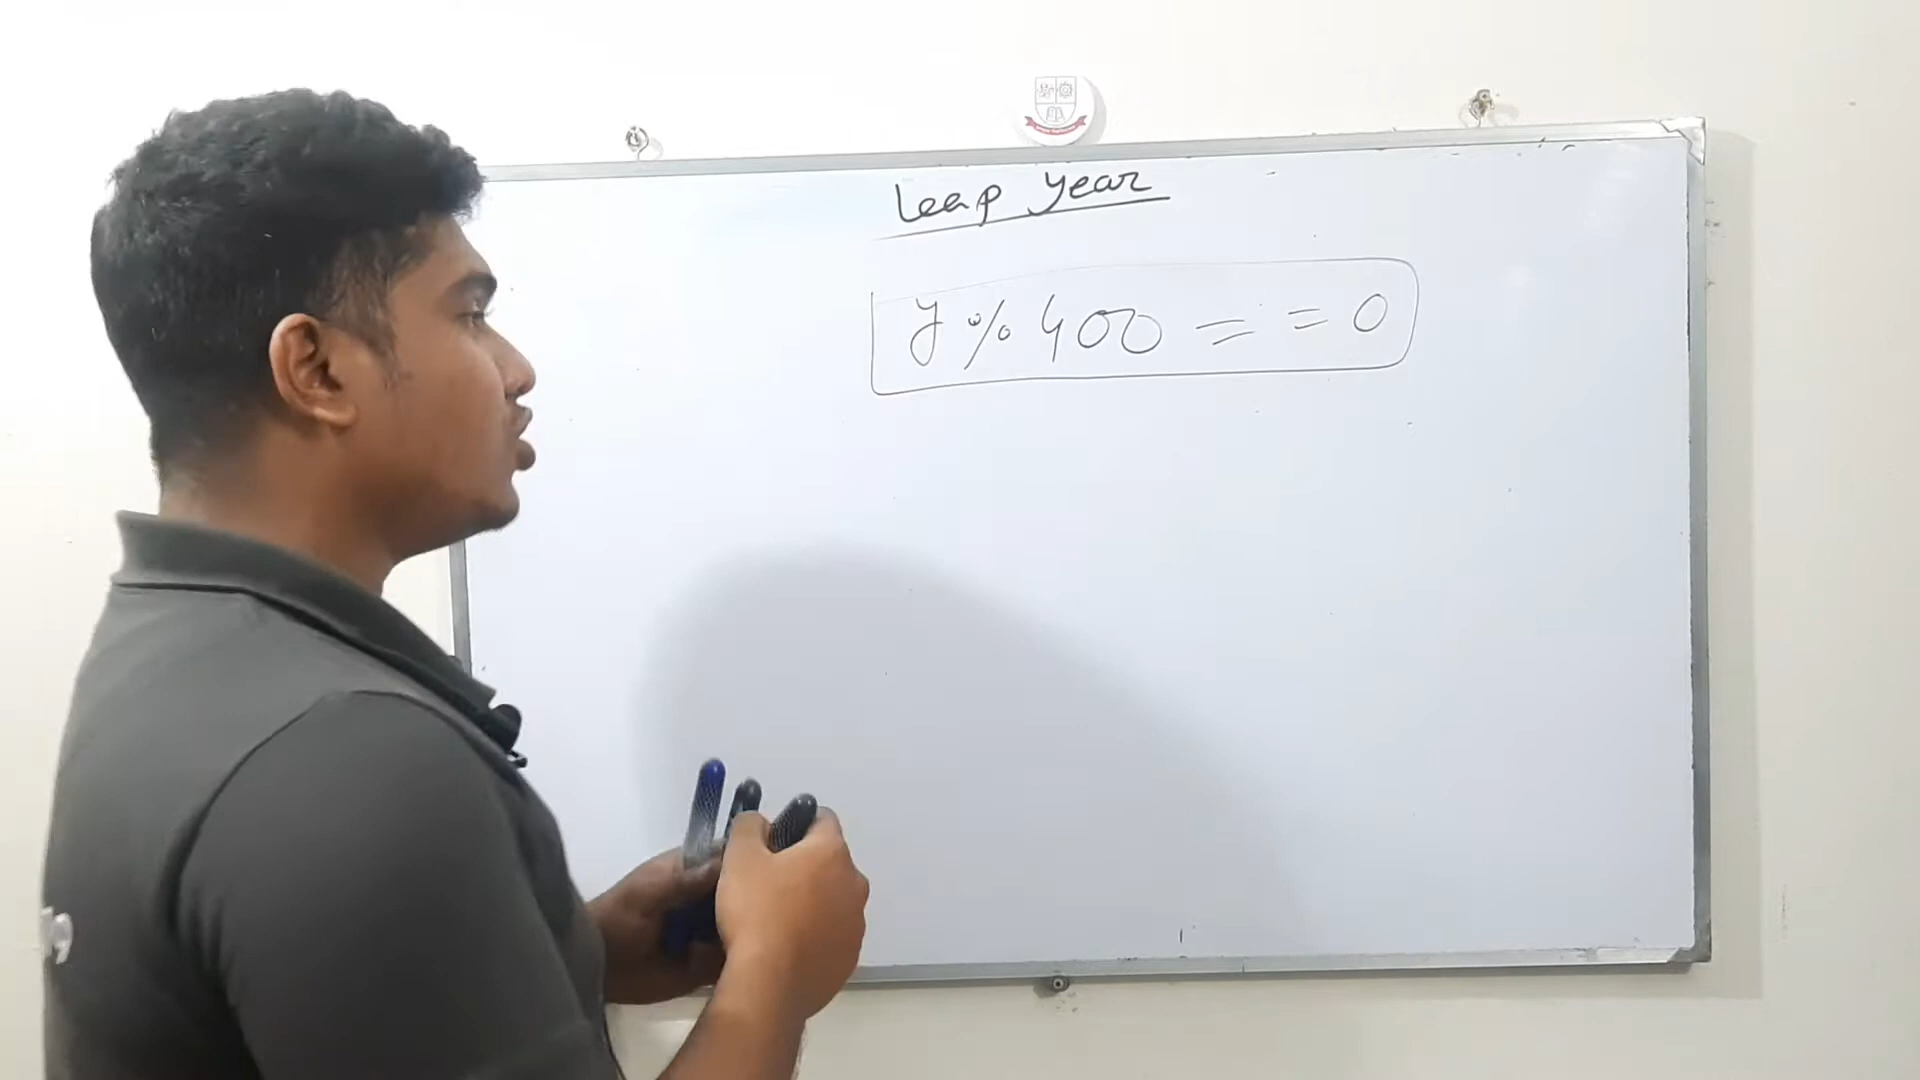 Leap Year
y % 400 = = 0